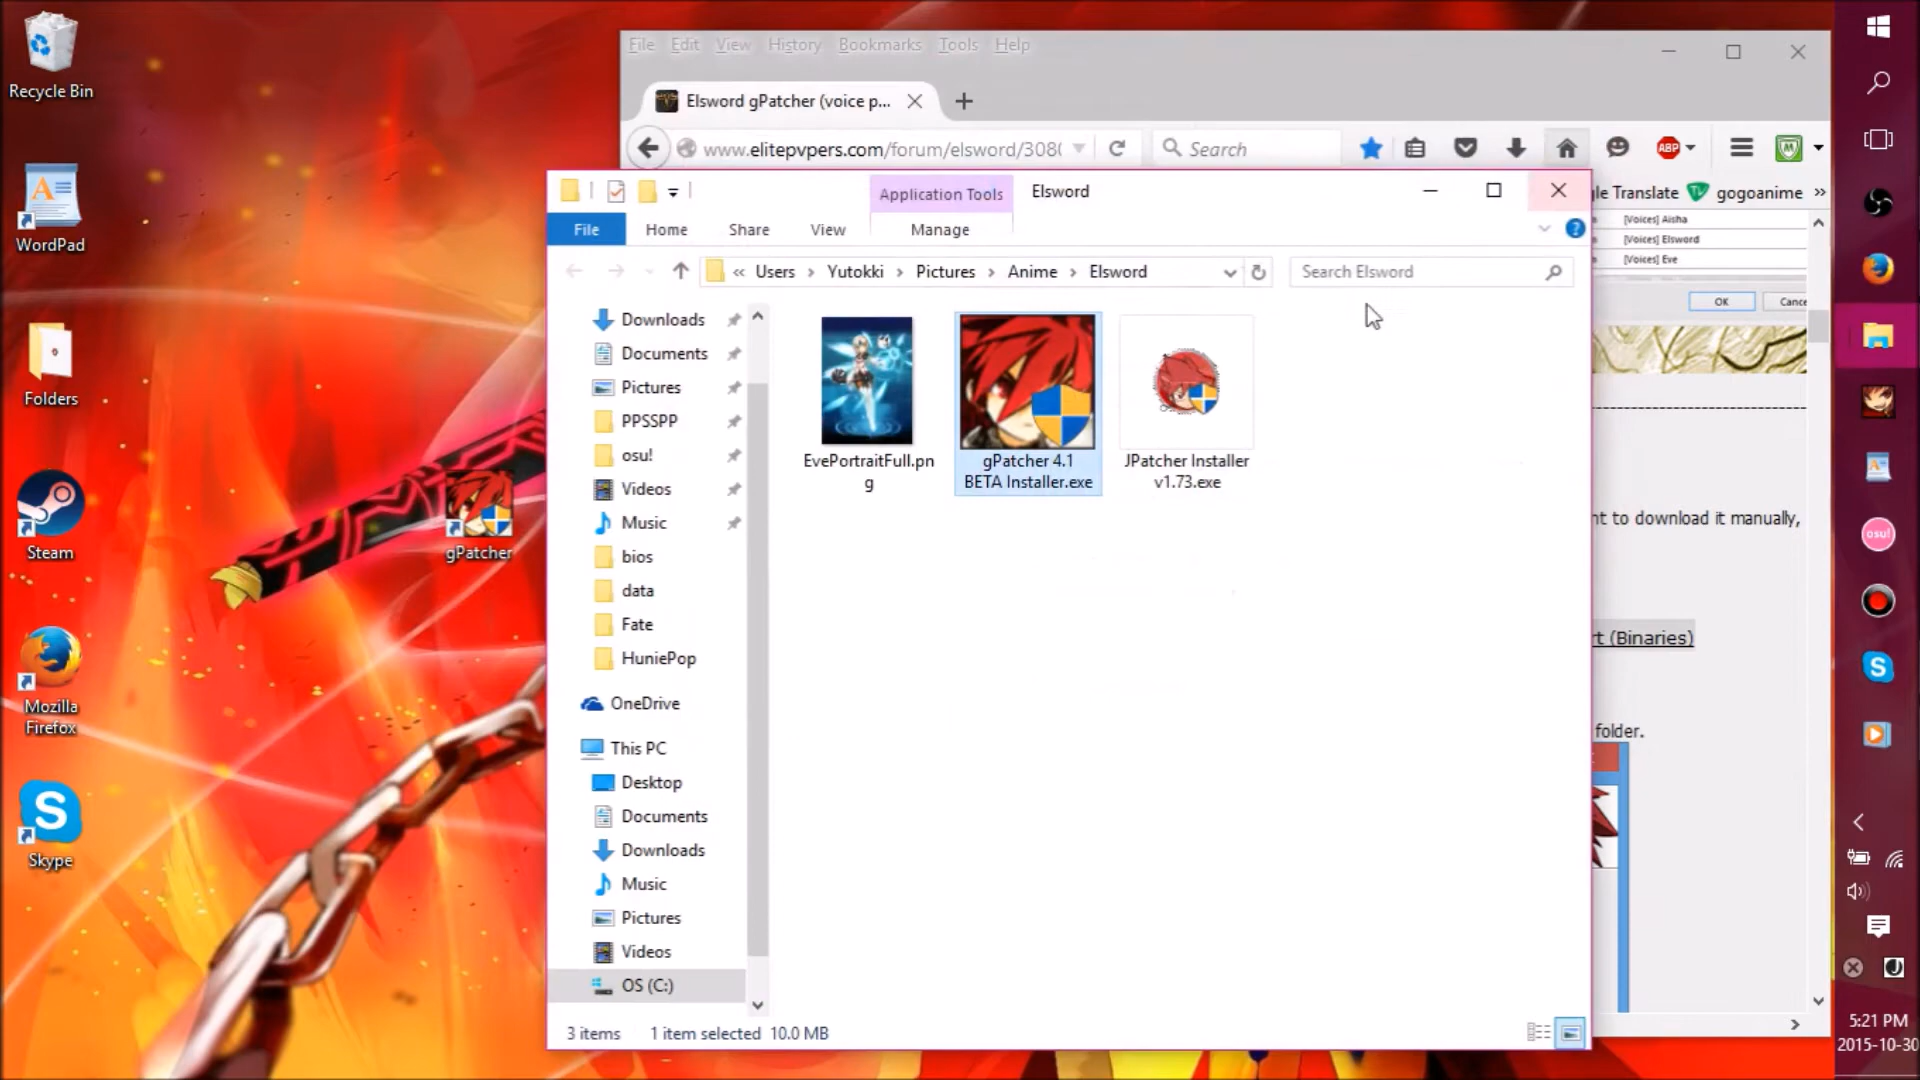 Recycle Bin
WordPad
Folders
Steam
gPatcher
Mozilla
Firefox
Skype
File Edit View History Bookmarks Tools Help
Elsword gPatcher (voice p...
www.elitepvpers.com/forum/elsword/308
Search
ABP
le Translate gogoanime »
[Voices] Aisha
[Voices] Elsword
[Voices] Eve
OK
Cance
nt to download it manually,
rt (Binaries)
folder.
Application Tools
Elsword
File Home Share View Manage
« Users › Yutokki › Pictures › Anime › Elsword
Search Elsword
Downloads
Documents
Pictures
PPSSPP
osu!
Videos
Music
bios
data
Fate
HuniePop
OneDrive
This PC
Desktop
Documents
Downloads
Music
Pictures
Videos
OS (C:)
EvePortraitFull.pn
g
gPatcher 4.1
BETA Installer.exe
JPatcher Installer
v1.73.exe
3 items 1 item selected 10.0 MB
osu!
5:21 PM
2015-10-30